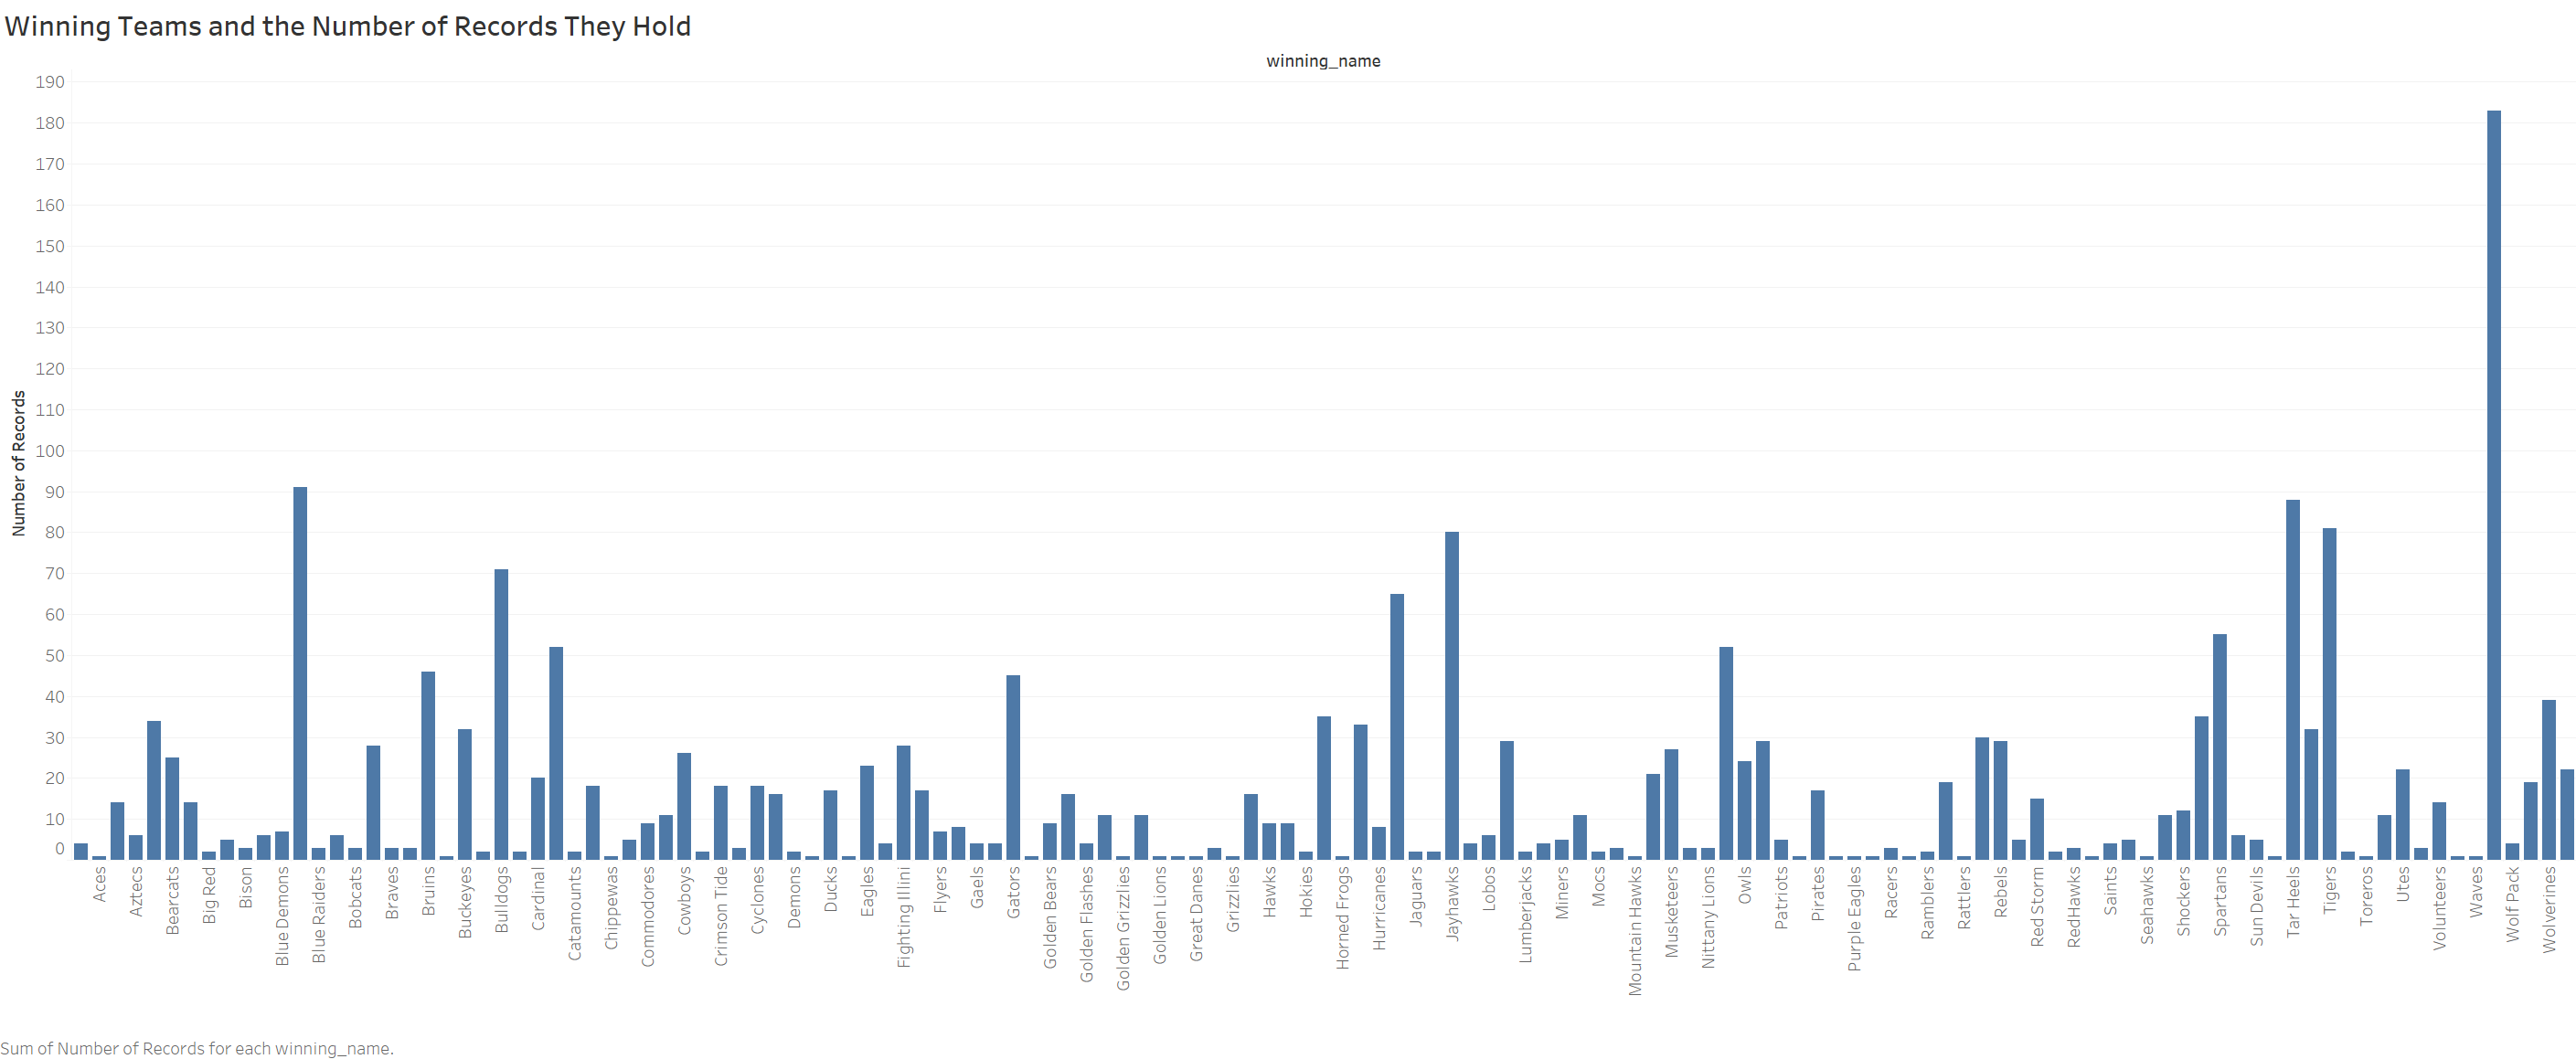 Winning Teams and the Number of Records They Hold
winning_name
190
180
170
160
150
140
130
120
110
100
90
80
70
60
50
40
30
20
10
0
Number of Records
Aces
Aztecs
Bearcats
Big Red
Bison
Blue Demons
Blue Raiders
Bobcats
Braves
Bruins
Buckeyes
Bulldogs
Cardinal
Catamounts
Chippewas
Commodores
Cowboys
Crimson Tide
Cyclones
Demons
Ducks
Eagles
Fighting Illini
Flyers
Gaels
Gators
Golden Bears
Golden Flashes
Golden Grizzlies
Golden Lions
Great Danes
Grizzlies
Hawks
Hokies
Horned Frogs
Hurricanes
Jaguars
Jayhawks
Lobos
Lumberjacks
Miners
Mocs
Mountain Hawks
Musketeers
Nittany Lions
Owls
Patriots
Pirates
Purple Eagles
Racers
Ramblers
Rattlers
Rebels
Red Storm
RedHawks
Saints
Seahawks
Shockers
Spartans
Sun Devils
Tar Heels
Tigers
Toreros
Utes
Volunteers
Waves
Wolf Pack
Wolverines
Sum of Number of Records for each winning_name.